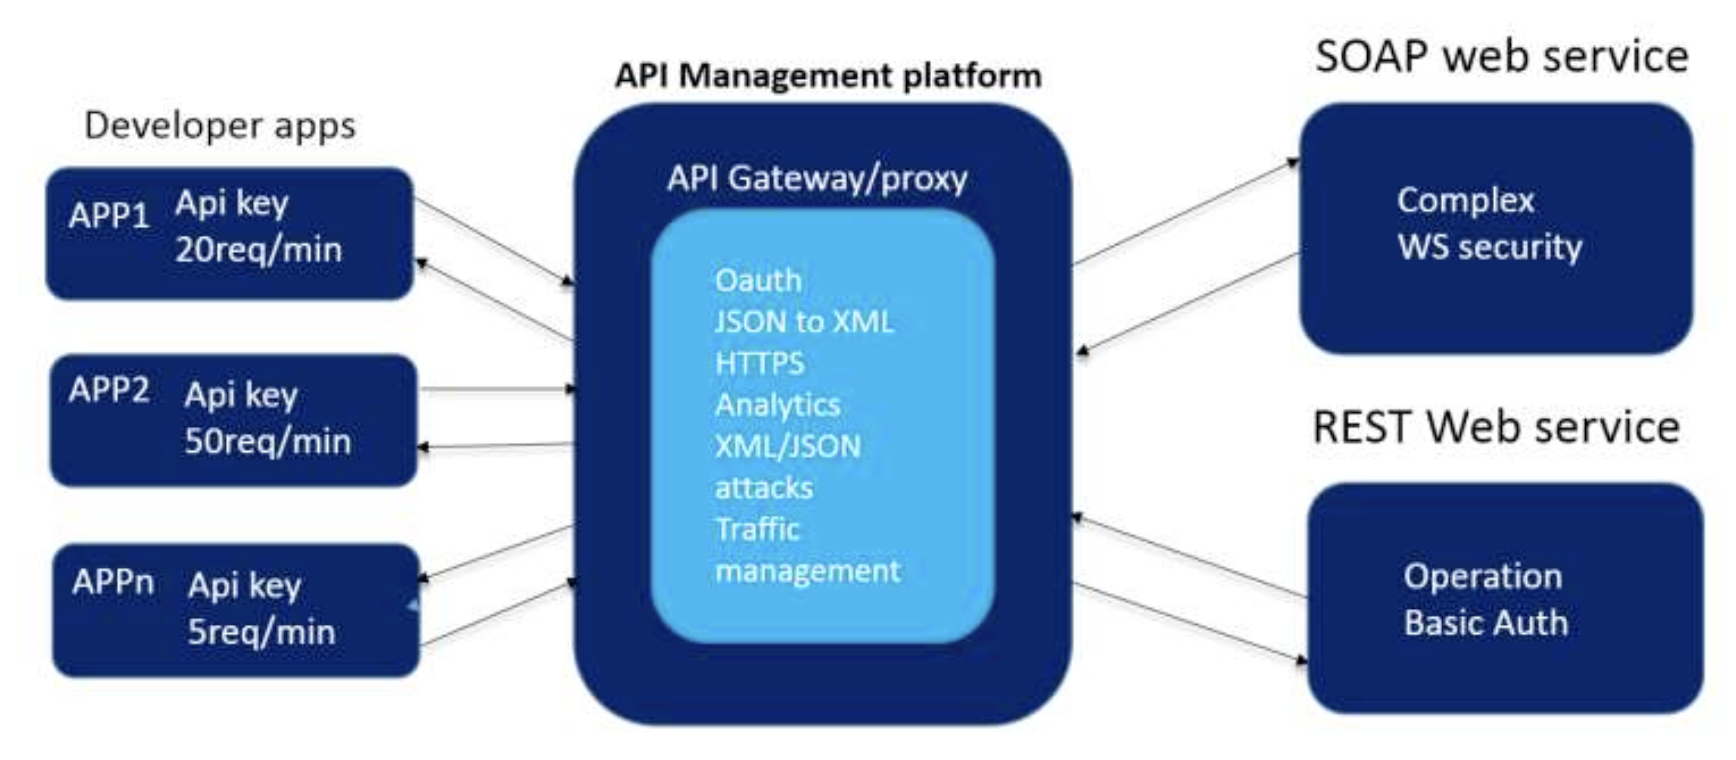 Developer apps
APP1
Api key
20req/min
APP2
Api key
50req/min
APPn
Api key
5req/min
API Management platform
API Gateway/proxy
Oauth
JSON to XML
HTTPS
Analytics
XML/JSON
attacks
Traffic
management
SOAP web service
Complex
WS security
REST Web service
Operation
Basic Auth